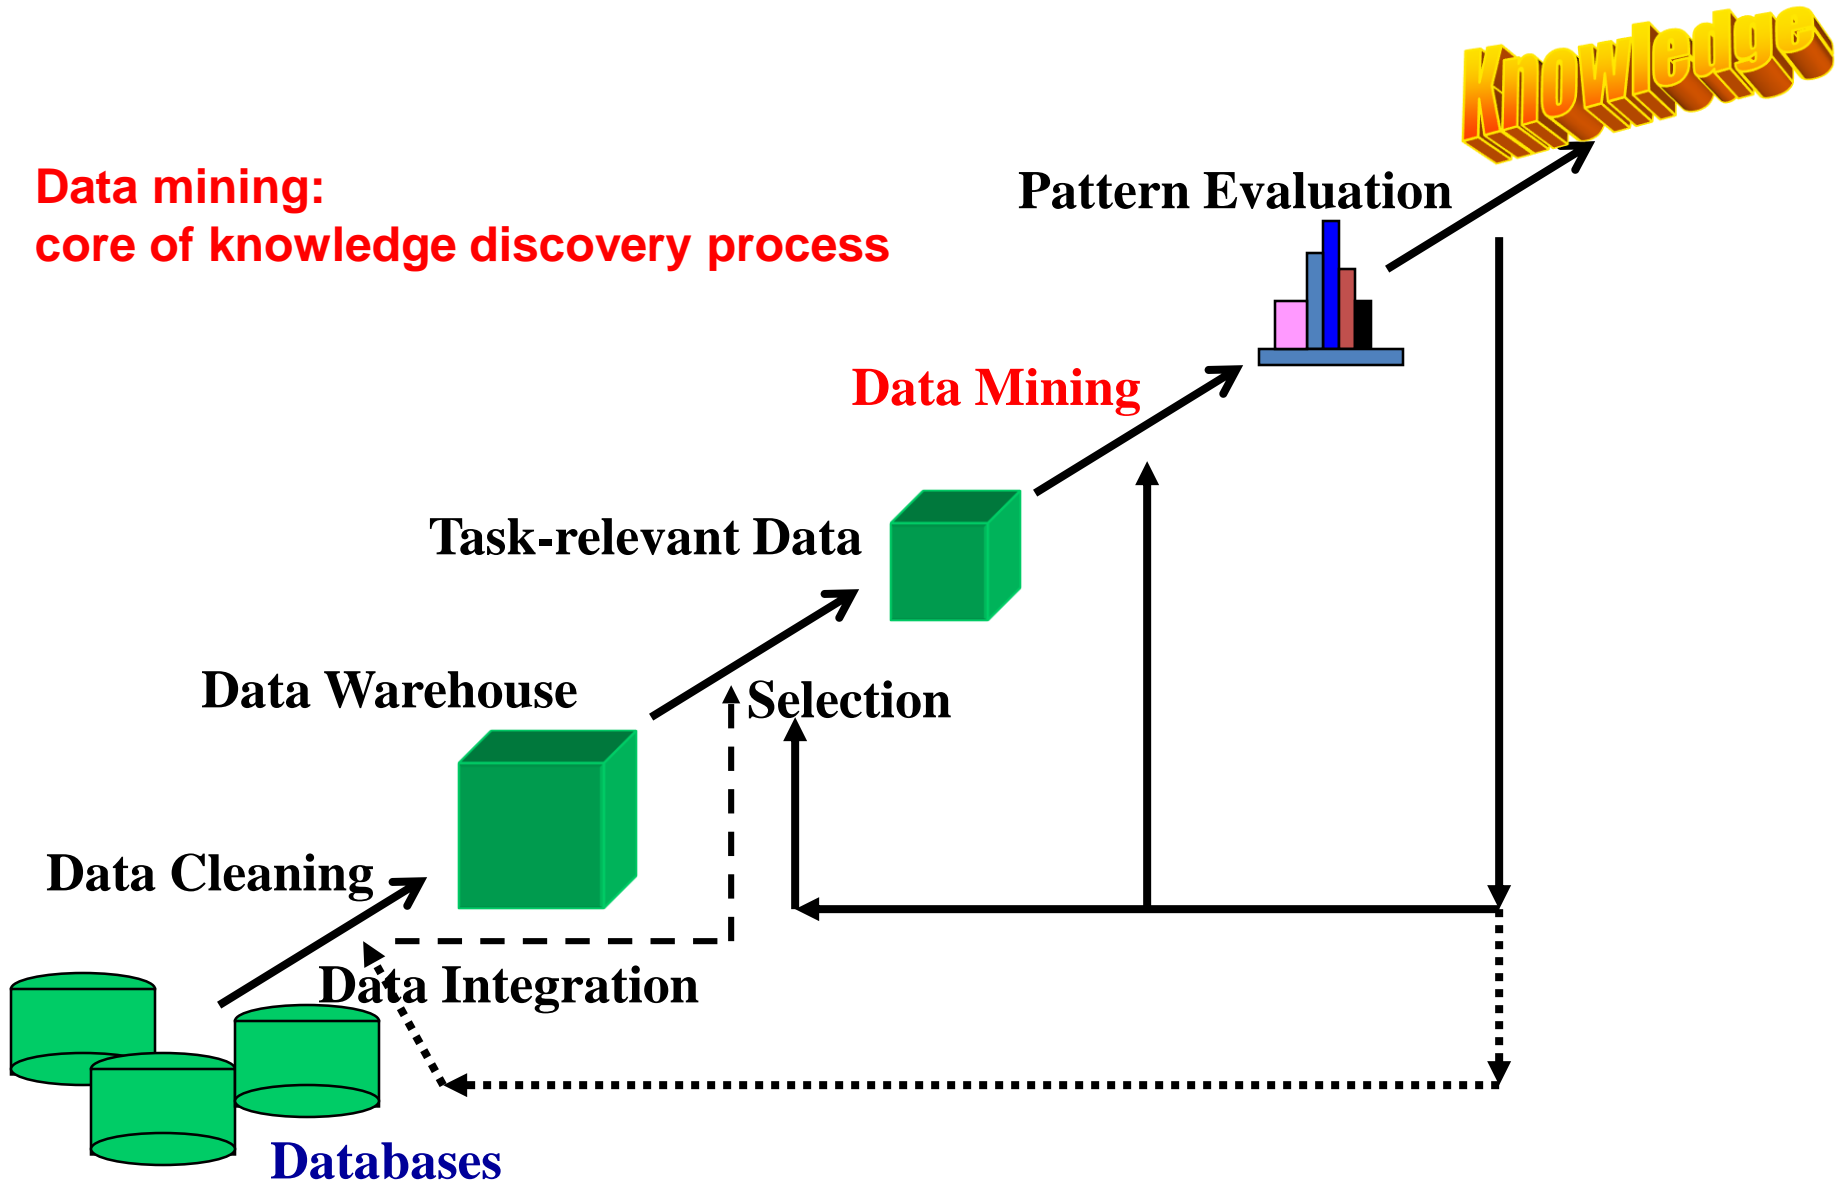 Knowledge
Data mining:
core of knowledge discovery process
Pattern Evaluation
Data Mining
Task-relevant Data
Data Warehouse
Selection
Data Cleaning
Data Integration
Databases